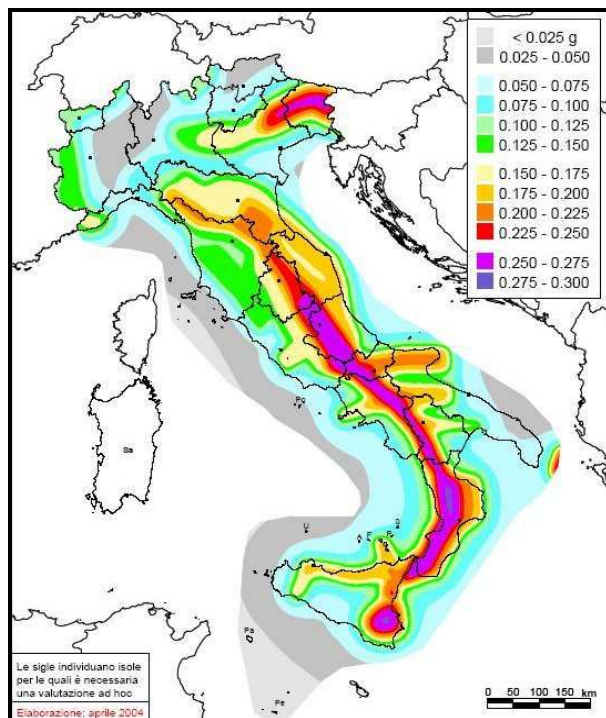 < 0.025 g
0.025 - 0.050
0.050 - 0.075
0.075 - 0.100
0.100 - 0.125
0.125 - 0.150
0.150 - 0.175
0.175 - 0.200
0.200 - 0.225
0.225 - 0.250
0.250 - 0.275
0.275 - 0.300
Sa
U
A
F
Pa
Pe
Le sigle individuano isole
per le quali è necessaria
una valutazione ad hoc
Elaborazione: aprile 2004
0 50 100 150 km